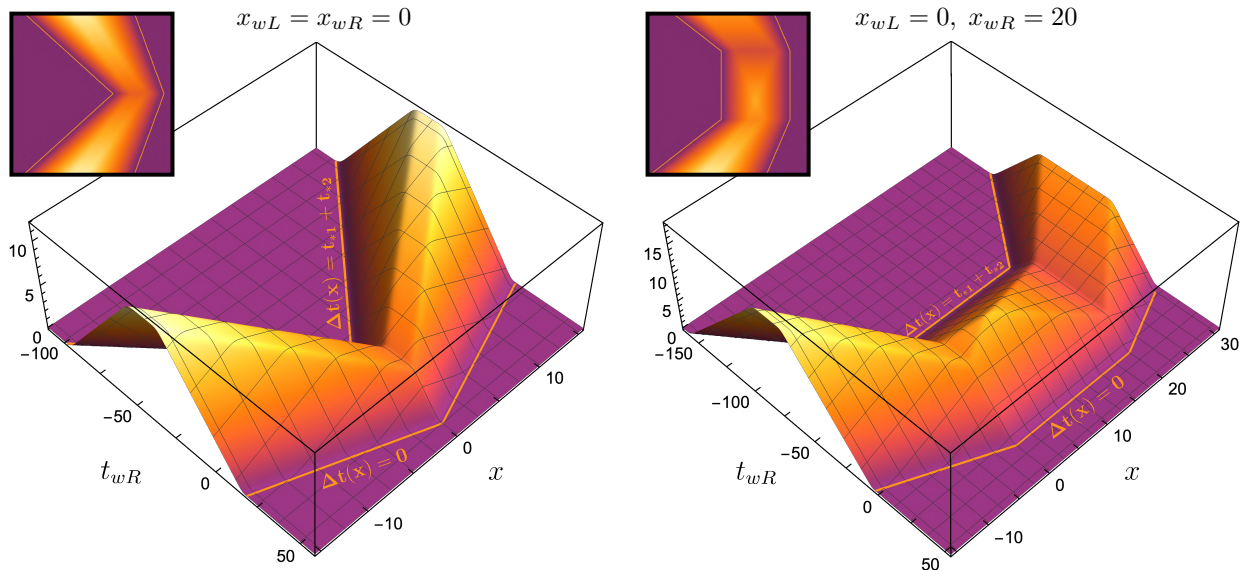 x_{wL} = x_{wR} = 0
10
5
0
−100
−50
0
50
t_{wR}
−10
0
10
x
Δt(x) = t_{*1} + t_{*2}
Δt(x) = 0
x_{wL} = 0, x_{wR} = 20
15
10
5
0
−150
−100
−50
0
50
t_{wR}
−10
0
10
20
30
x
Δt(x) = t_{*1} + t_{*2}
Δt(x) = 0